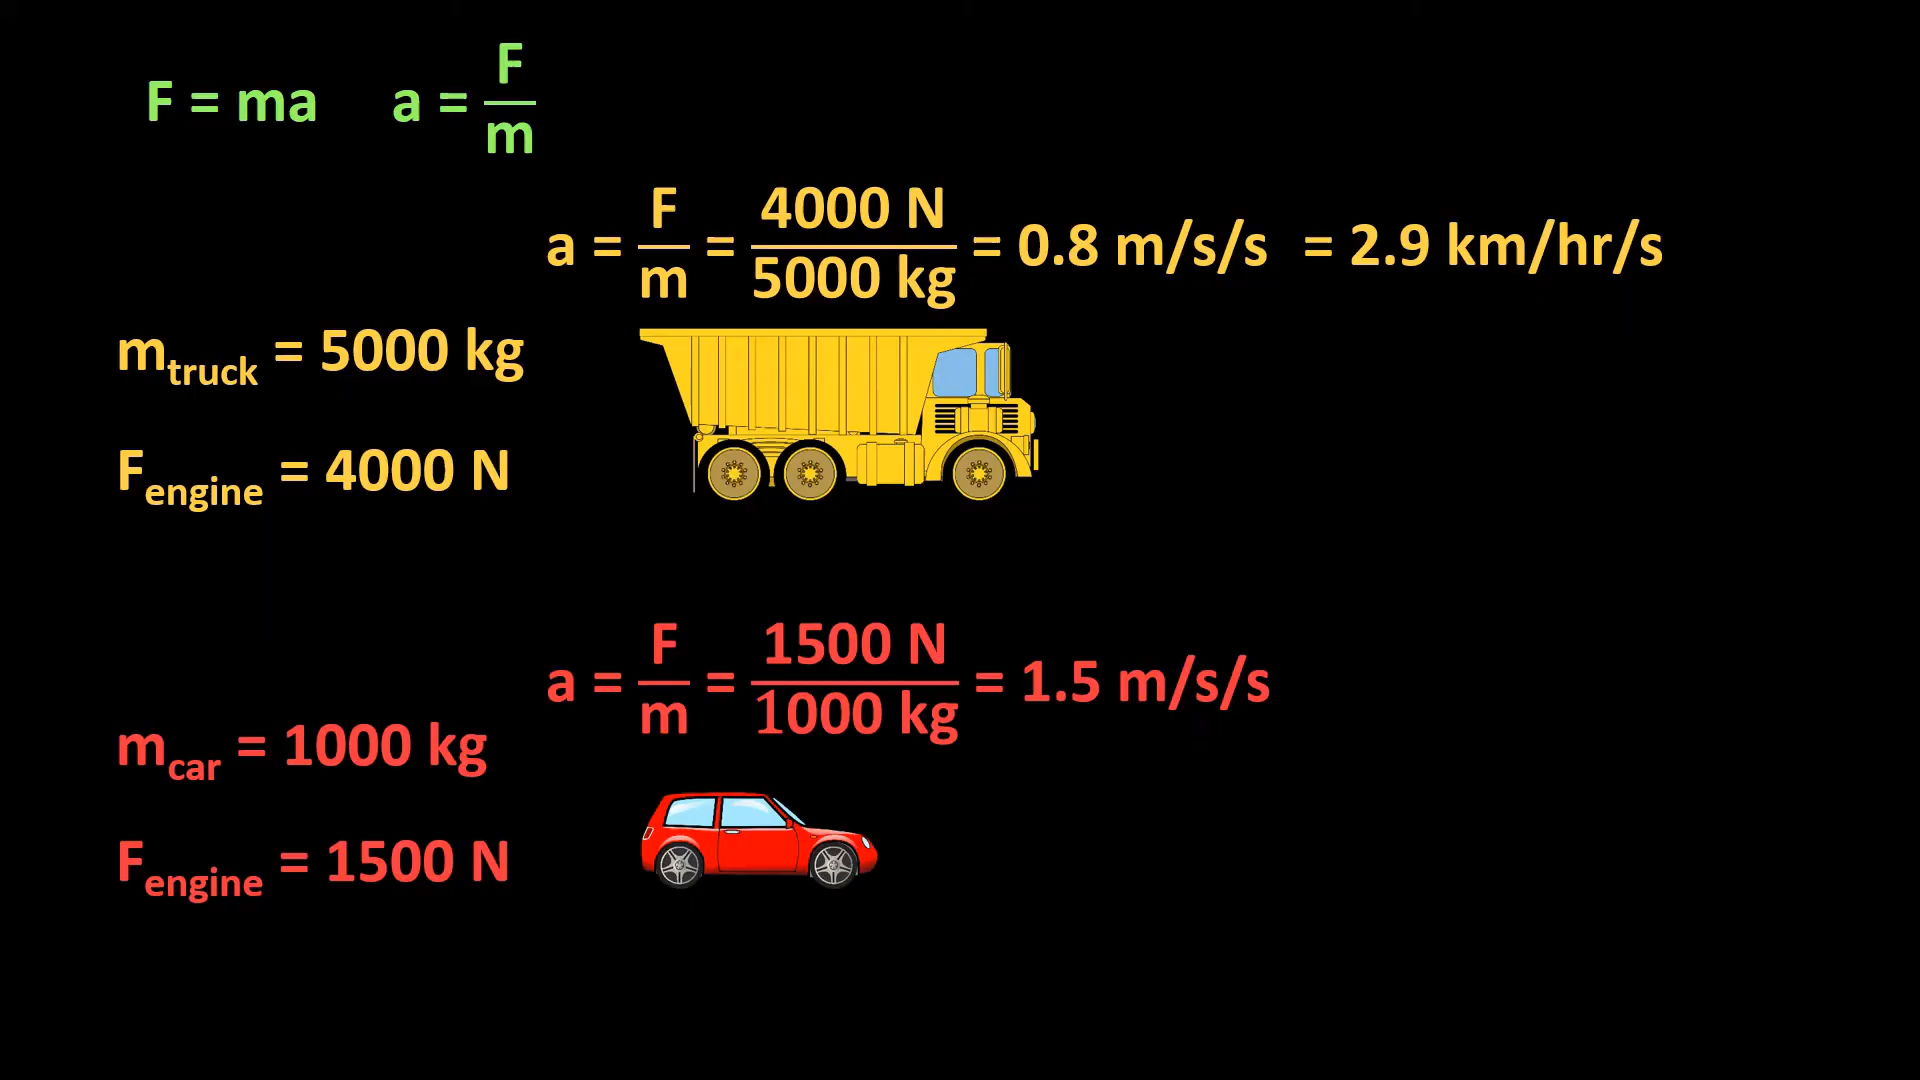 F = ma a = F/m
a = F/m = 4000 N/5000 kg = 0.8 m/s/s = 2.9 km/hr/s
m_truck = 5000 kg
F_engine = 4000 N
a = F/m = 1500 N/1000 kg = 1.5 m/s/s
m_car = 1000 kg
F_engine = 1500 N